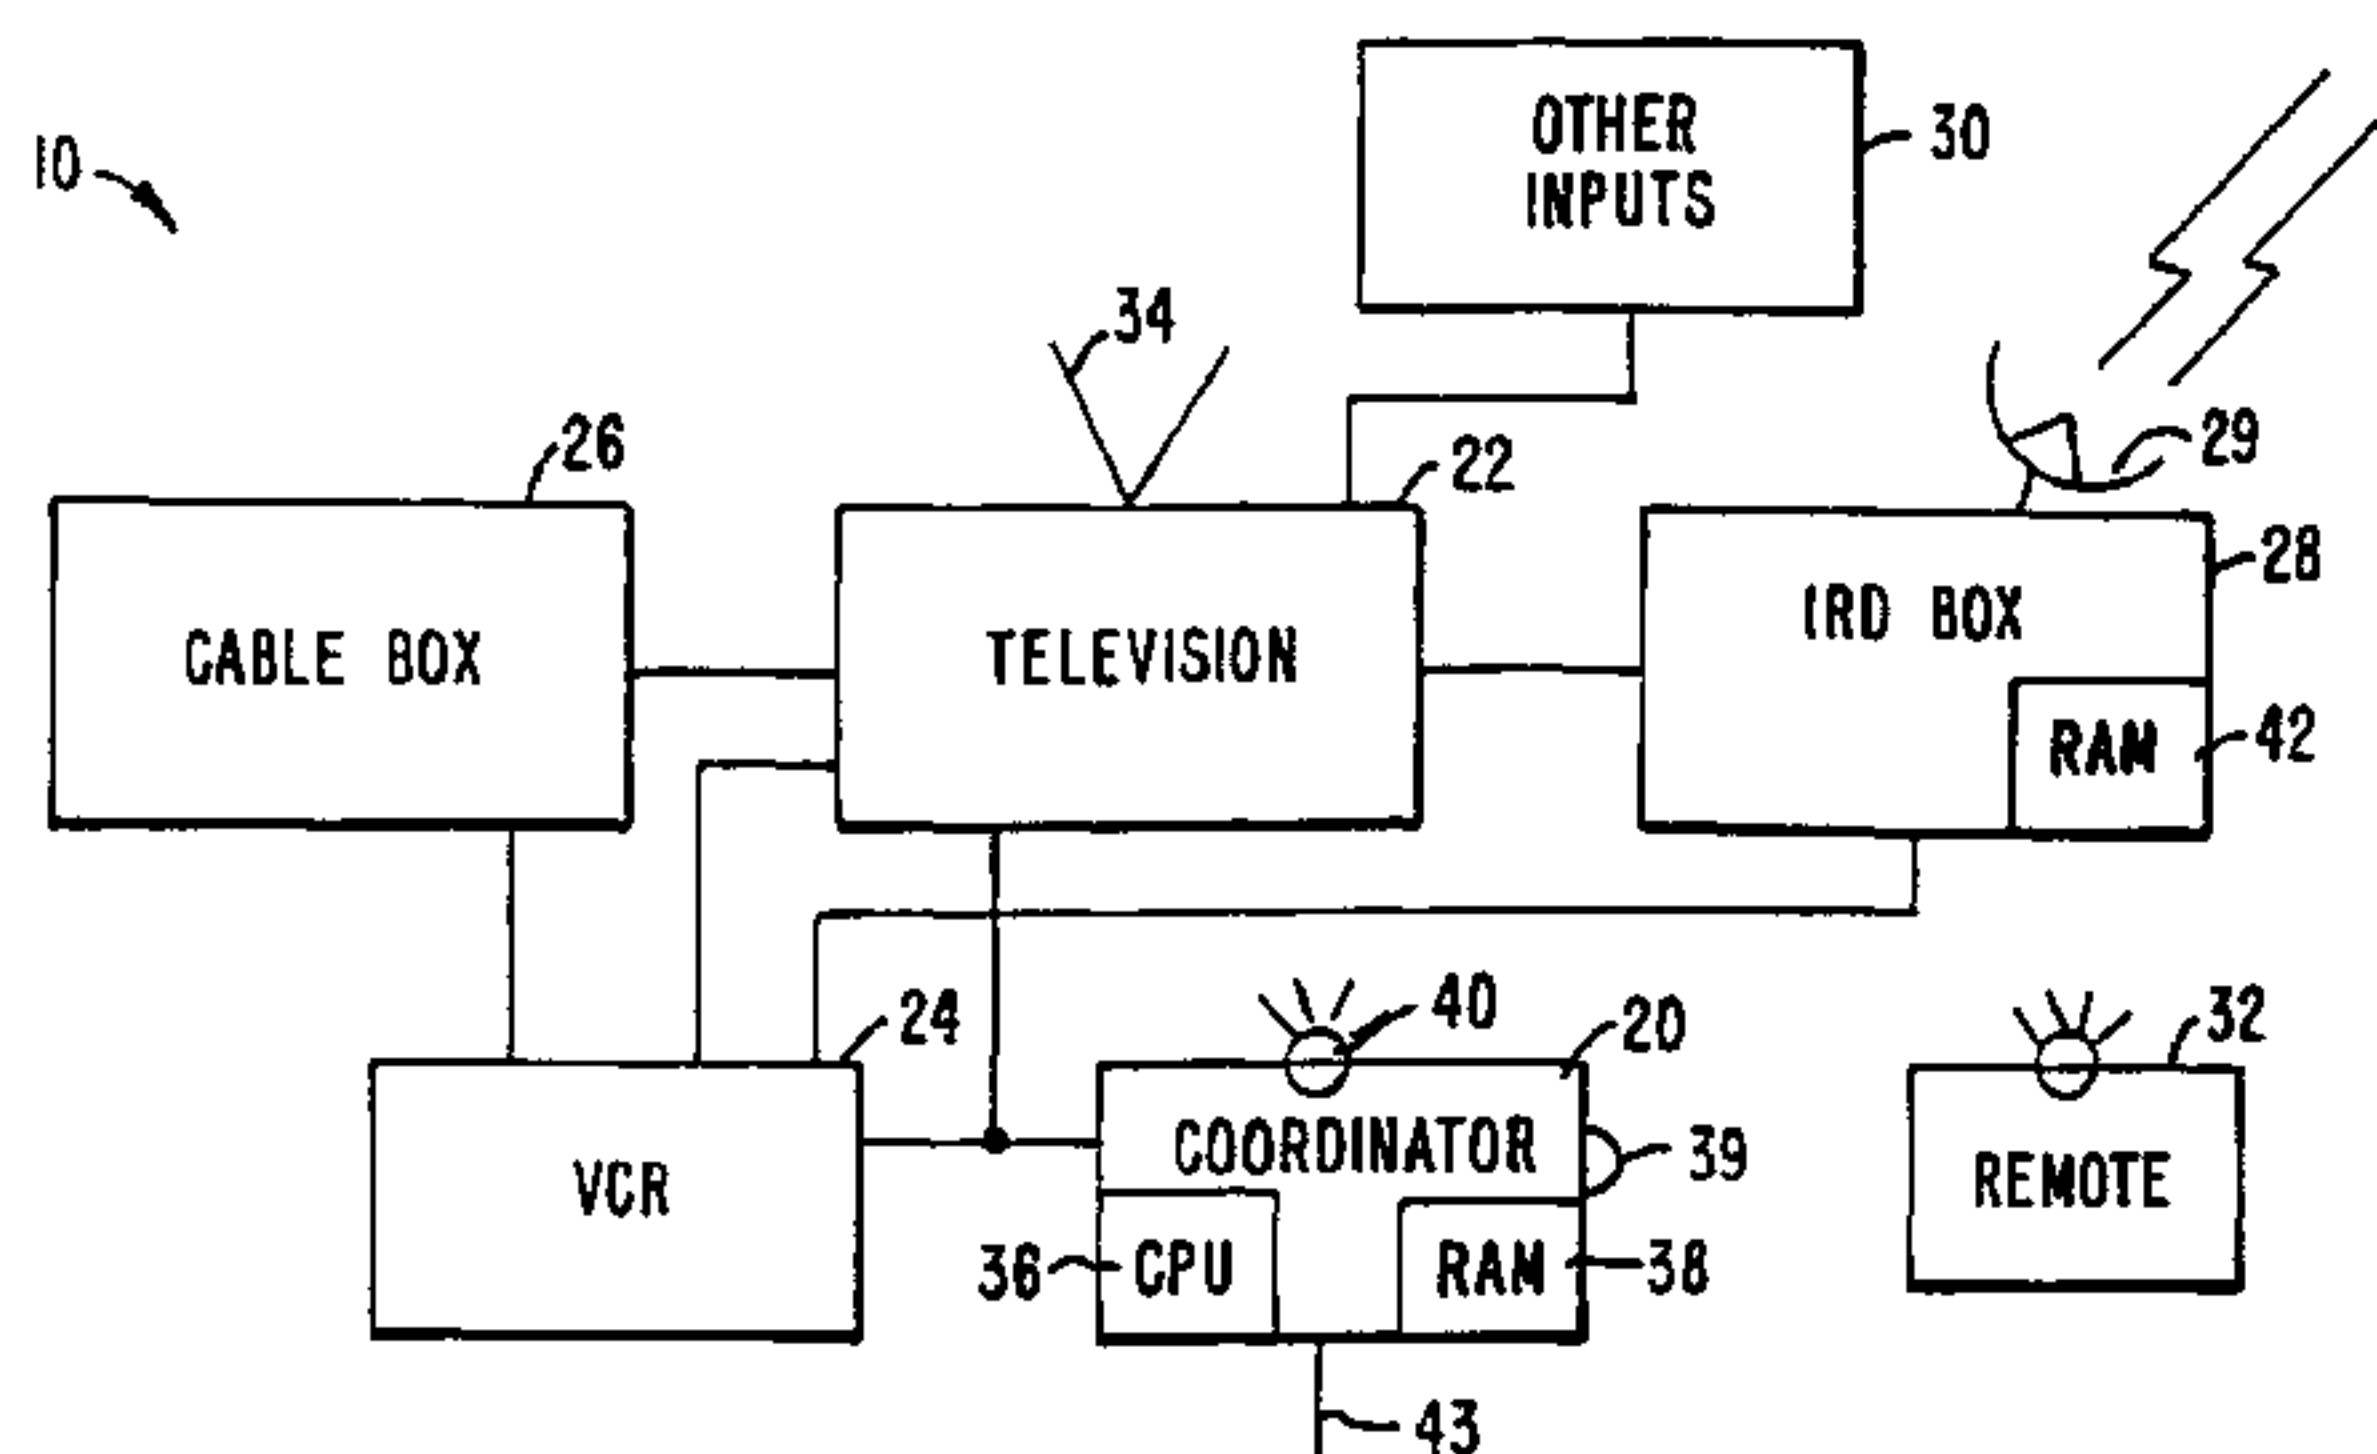 OTHER
INPUTS
30
10
34
26
22
29
28
CABLE BOX
TELEVISION
IRD BOX
RAM
42
24
40
20
32
VCR
COORDINATOR
39
REMOTE
36
CPU
RAM
38
43